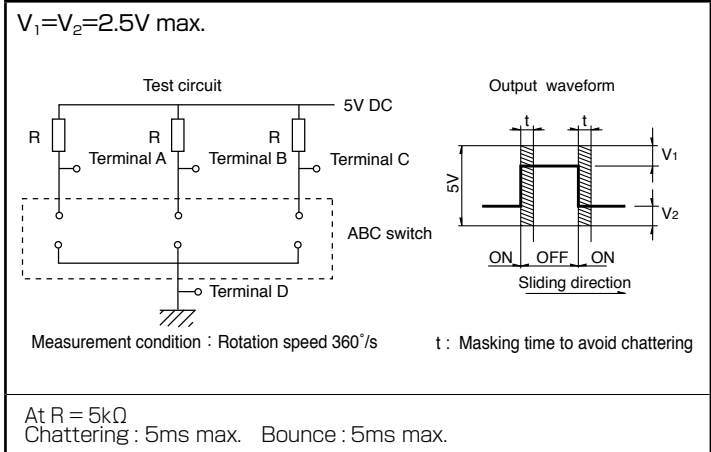 V₁=V₂=2.5V max.
Test circuit
5V DC
R
R
R
Terminal A
Terminal B
Terminal C
ABC switch
Terminal D
Measurement condition : Rotation speed 360˚/s
Output waveform
t
t
V₁
5V
V₂
ON
OFF
ON
Sliding direction
t : Masking time to avoid chattering
At R = 5kΩ
Chattering : 5ms max. Bounce : 5ms max.